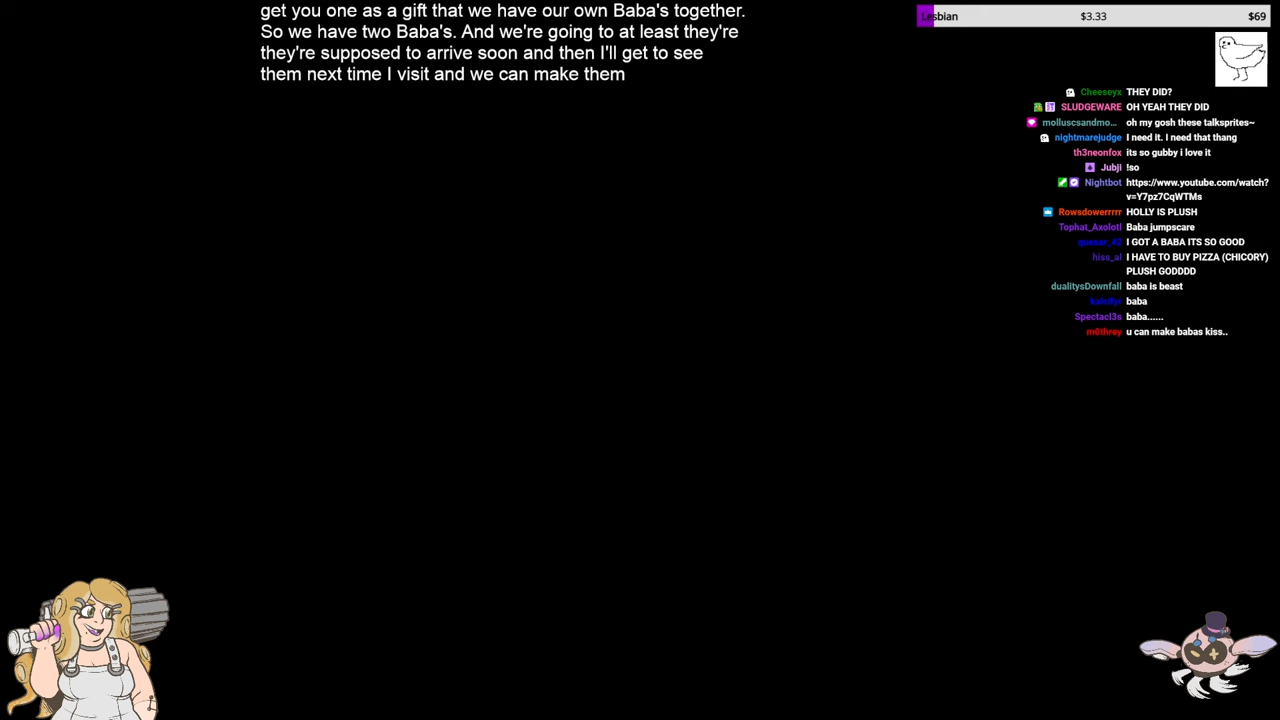 get you one as a gift that we have our own Baba's together.
So we have two Baba's. And we're going to at least they're
they're supposed to arrive soon and then I'll get to see
them next time I visit and we can make them
Lesbian $3.33 $69
Cheeseyx THEY DID?
SLUDGEWARE OH YEAH THEY DID
molluscsandmo... oh my gosh these talksprites~
nightmarejudge I need it. I need that thang
th3neonfox its so gubby i love it
Jubji !so
Nightbot https://www.youtube.com/watch?
v=Y7pz7CqWTMs
Rowsdowerrrrr HOLLY IS PLUSH
Tophat_Axolotl Baba jumpscare
I GOT A BABA ITS SO GOOD
hiss_al I HAVE TO BUY PIZZA (CHICORY)
PLUSH GODDDD
dualitysDownfall baba is beast
baba
Spectacl3s baba......
m0threy u can make babas kiss..